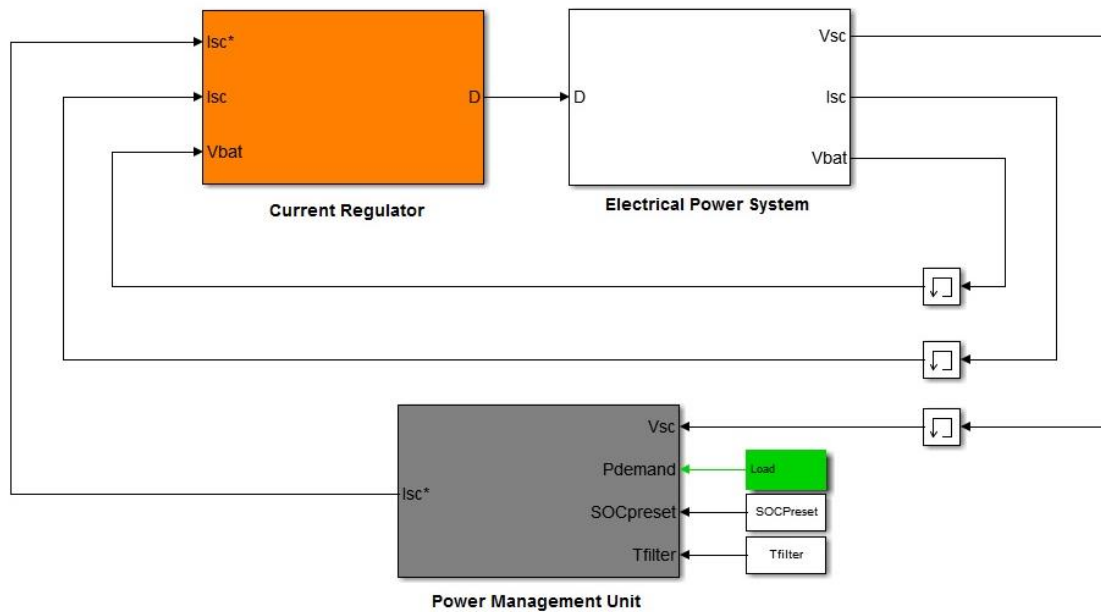 Isc*
Isc
Vbat
D
Current Regulator
D
Vsc
Isc
Vbat
Electrical Power System
Isc*
Vsc
Pdemand
SOCpreset
Tfilter
Load
SOCPreset
Tfilter
Power Management Unit